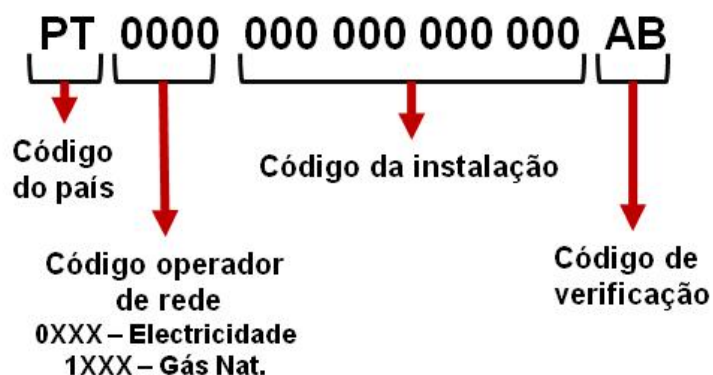 PT 0000 000 000 000 000 AB
Código
do país
Código da instalação
Código operador
de rede
0XXX – Electricidade
1XXX – Gás Nat.
Código de
verificação